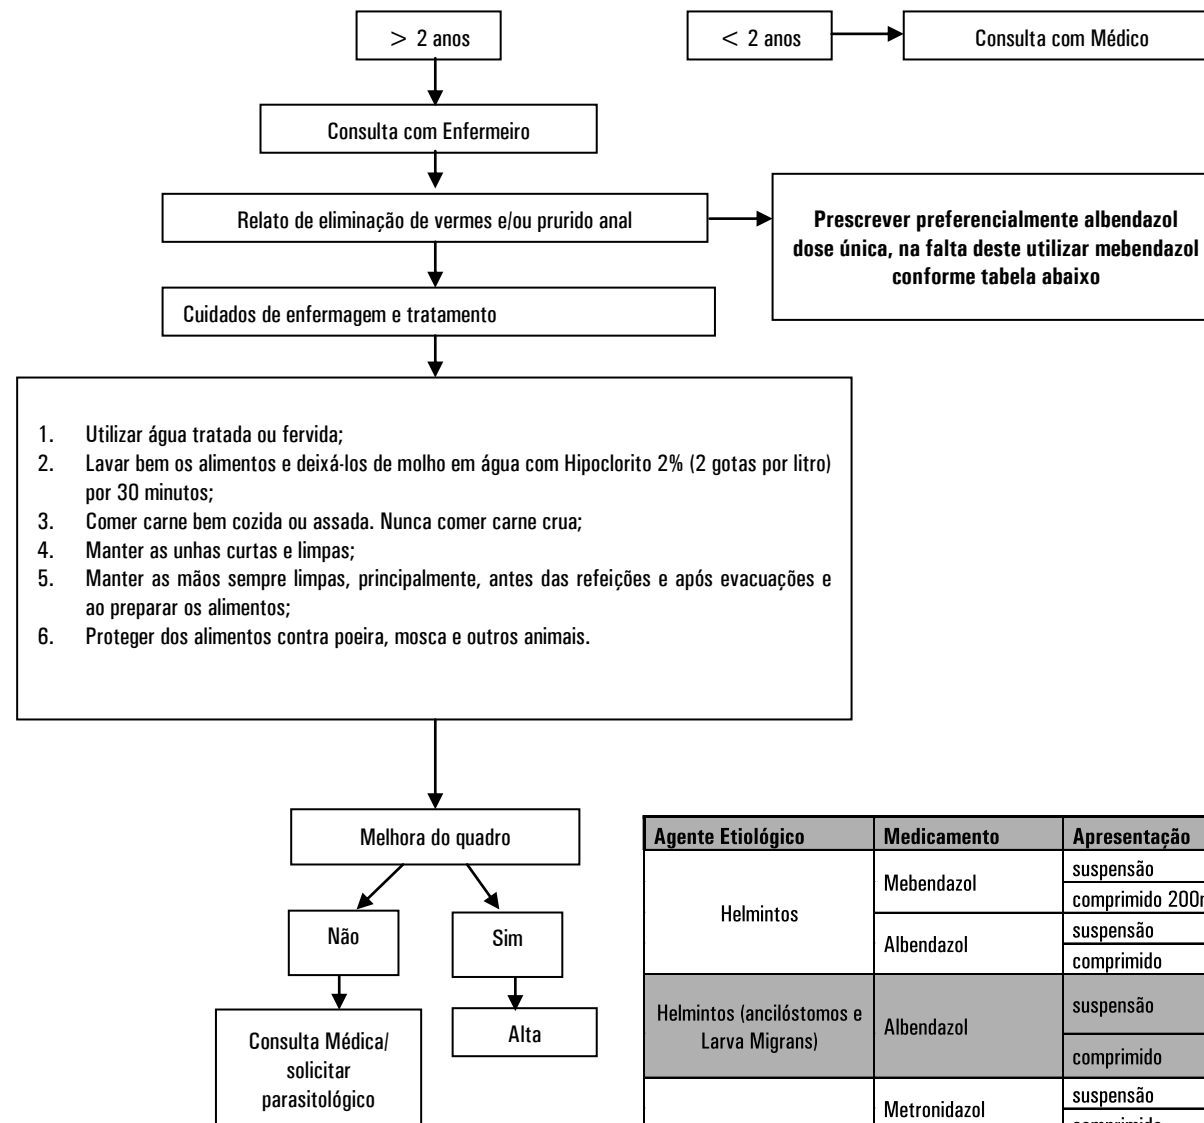 > 2 anos
< 2 anos
Consulta com Médico
Consulta com Enfermeiro
Relato de eliminação de vermes e/ou prurido anal
Prescrever preferencialmente albendazol
dose única, na falta deste utilizar mebendazol
conforme tabela abaixo
Cuidados de enfermagem e tratamento
1. Utilizar água tratada ou fervida;
2. Lavar bem os alimentos e deixá-los de molho em água com Hipoclorito 2% (2 gotas por litro)
por 30 minutos;
3. Comer carne bem cozida ou assada. Nunca comer carne crua;
4. Manter as unhas curtas e limpas;
5. Manter as mãos sempre limpas, principalmente, antes das refeições e após evacuações e
ao preparar os alimentos;
6. Proteger dos alimentos contra poeira, mosca e outros animais.
Melhora do quadro
Não
Sim
Consulta Médica/
solicitar
parasitológico
Alta
Agente Etiológico
Medicamento
Apresentação
Helmintos
Mebendazol
suspensão
comprimido
Albendazol
suspensão
comprimido
Helmintos (ancilóstomos e
Larva Migrans)
Albendazol
suspensão
comprimido
Metronidazol
suspensão